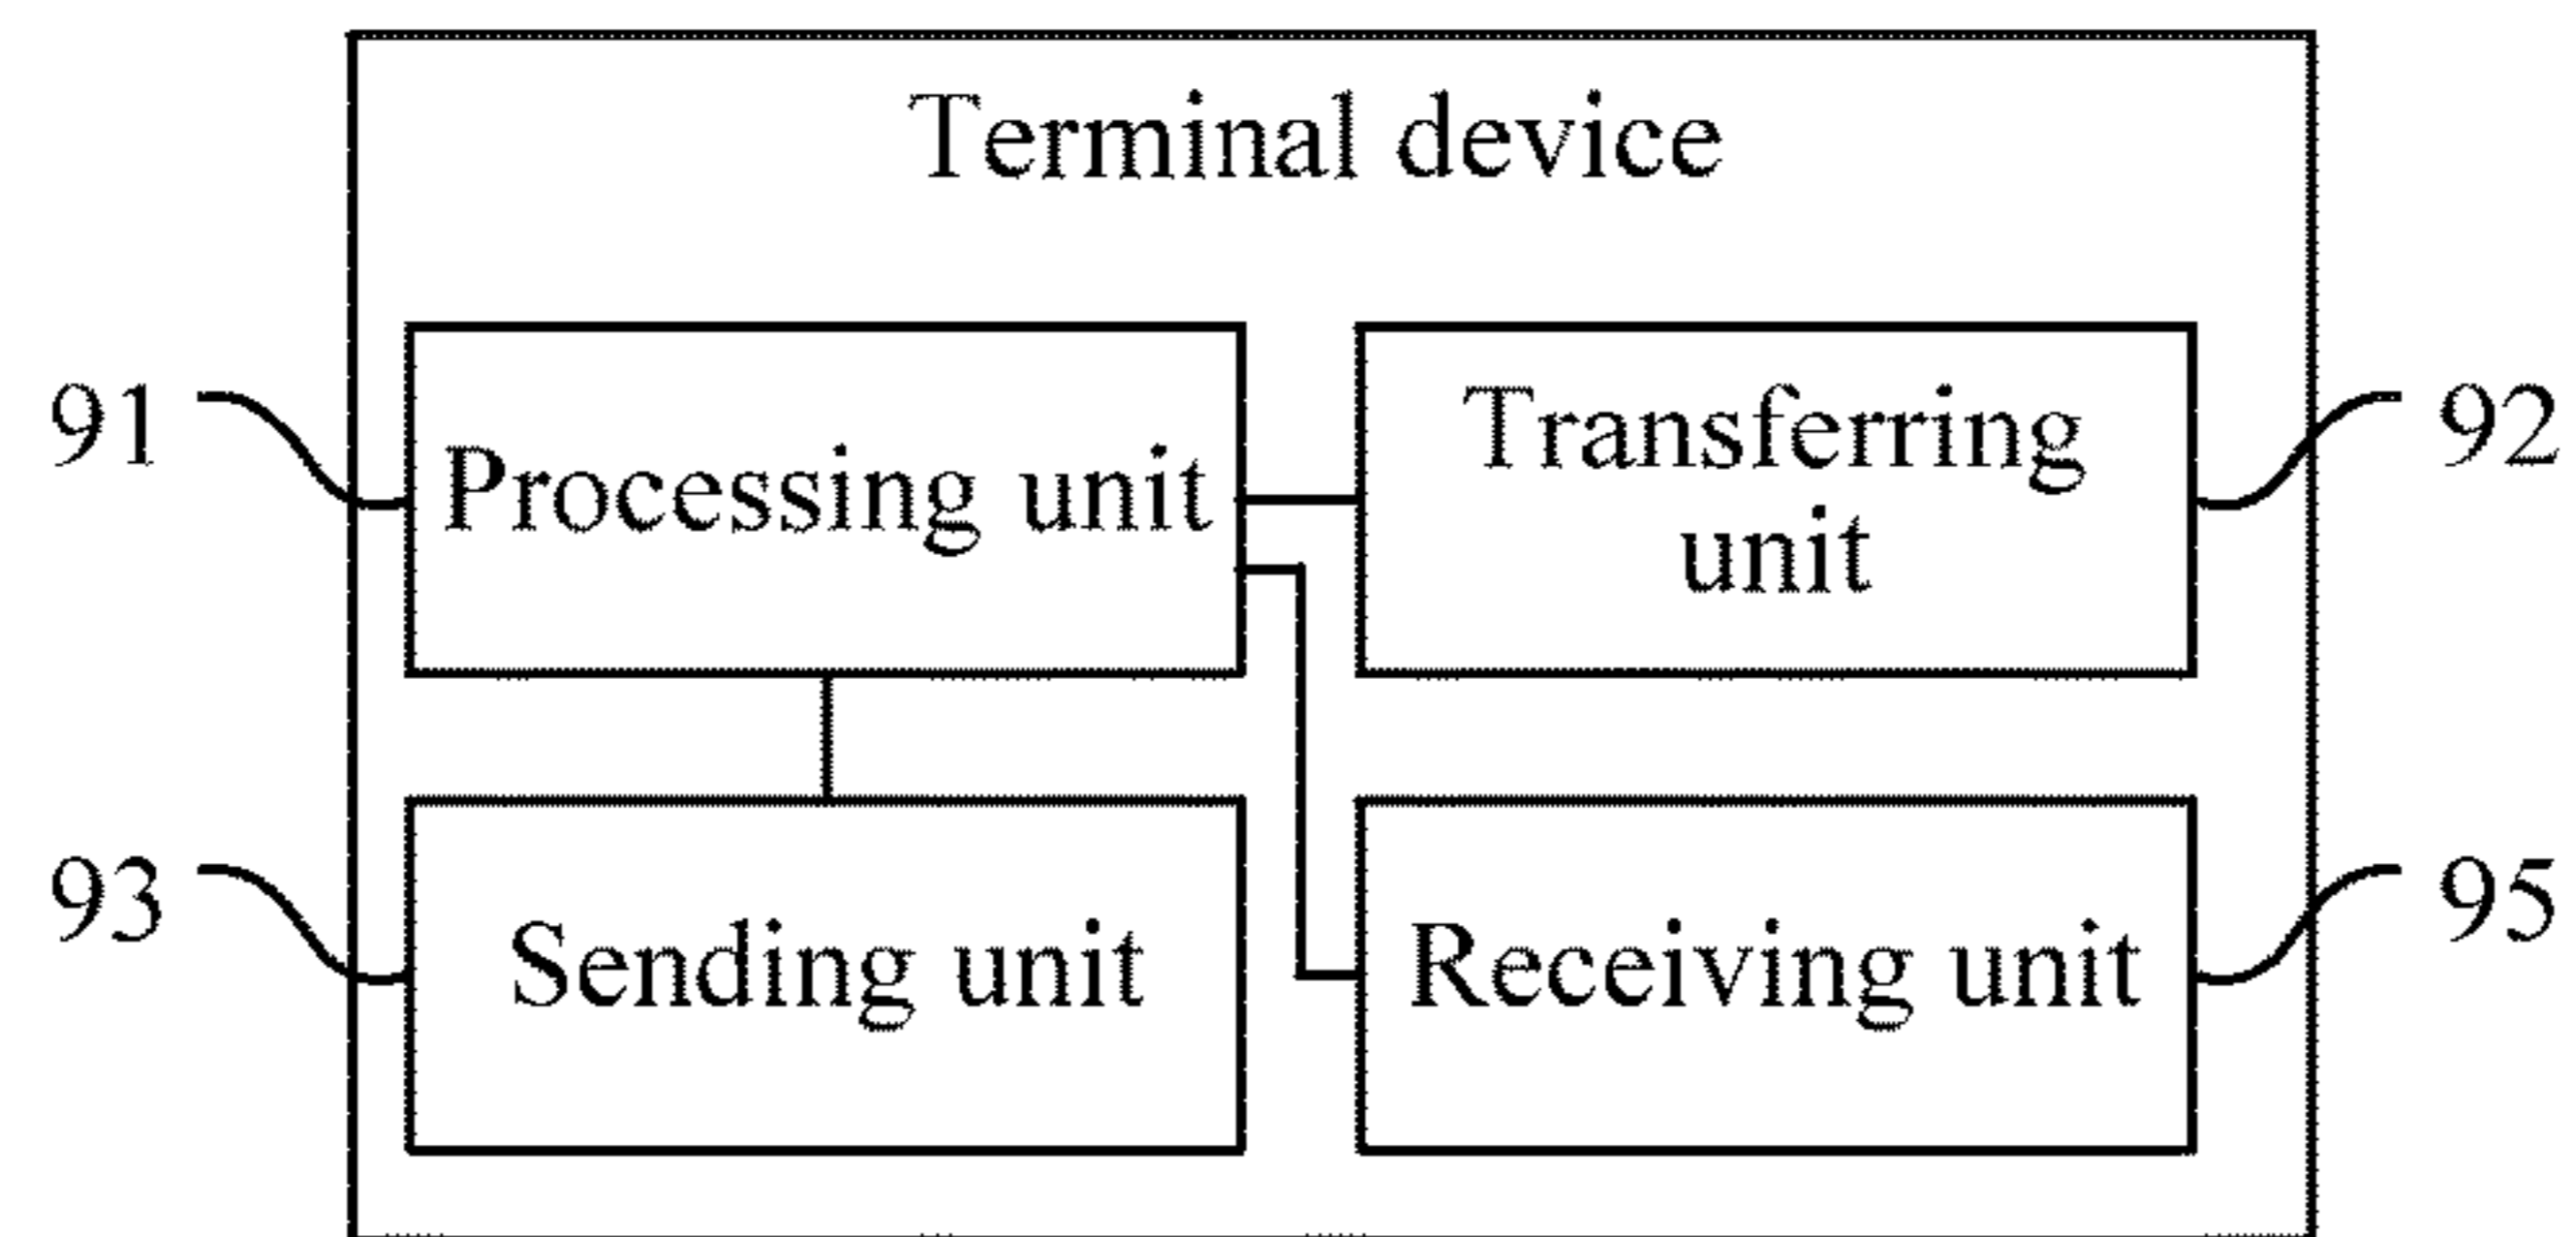 Terminal device
91
Processing unit
Transferring
unit
92
93
Sending unit
Receiving unit
95